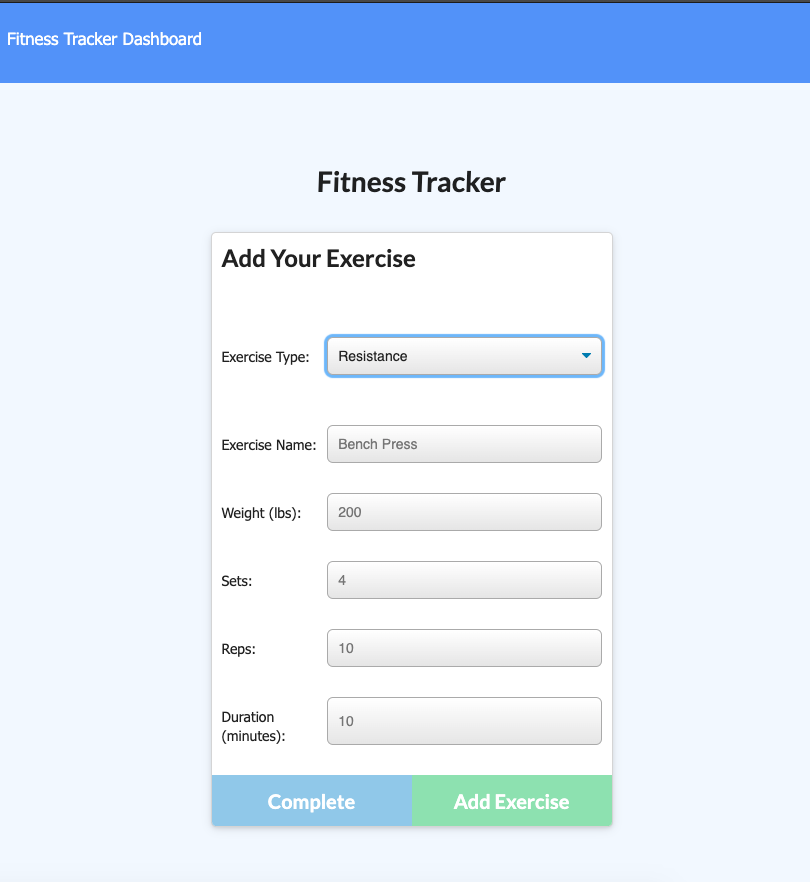 Fitness Tracker Dashboard
Fitness Tracker
Add Your Exercise
Exercise Type: Resistance
Exercise Name: Bench Press
Weight (lbs): 200
Sets: 4
Reps: 10
Duration
(minutes): 10
Complete Add Exercise